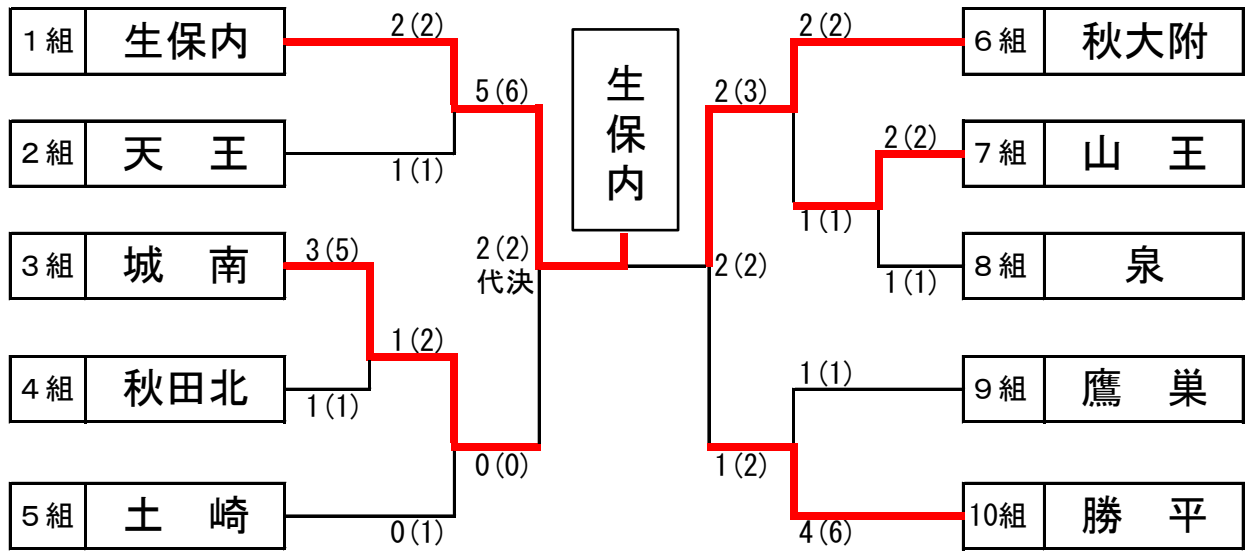 1組 生保内 2(2)
5(6)
2組 天　王 1(1)
3組 城　南 3(5)
1(2)
4組 秋田北 1(1)
0(0)
5組 土　崎 0(1)
2(2)
代決
生保内
2(2)
2(2) 6組 秋大附
2(3)
2(2) 7組 山　王
1(1)
1(1) 8組 泉
1(1) 9組 鷹　巣
1(2)
4(6) 10組 勝　平